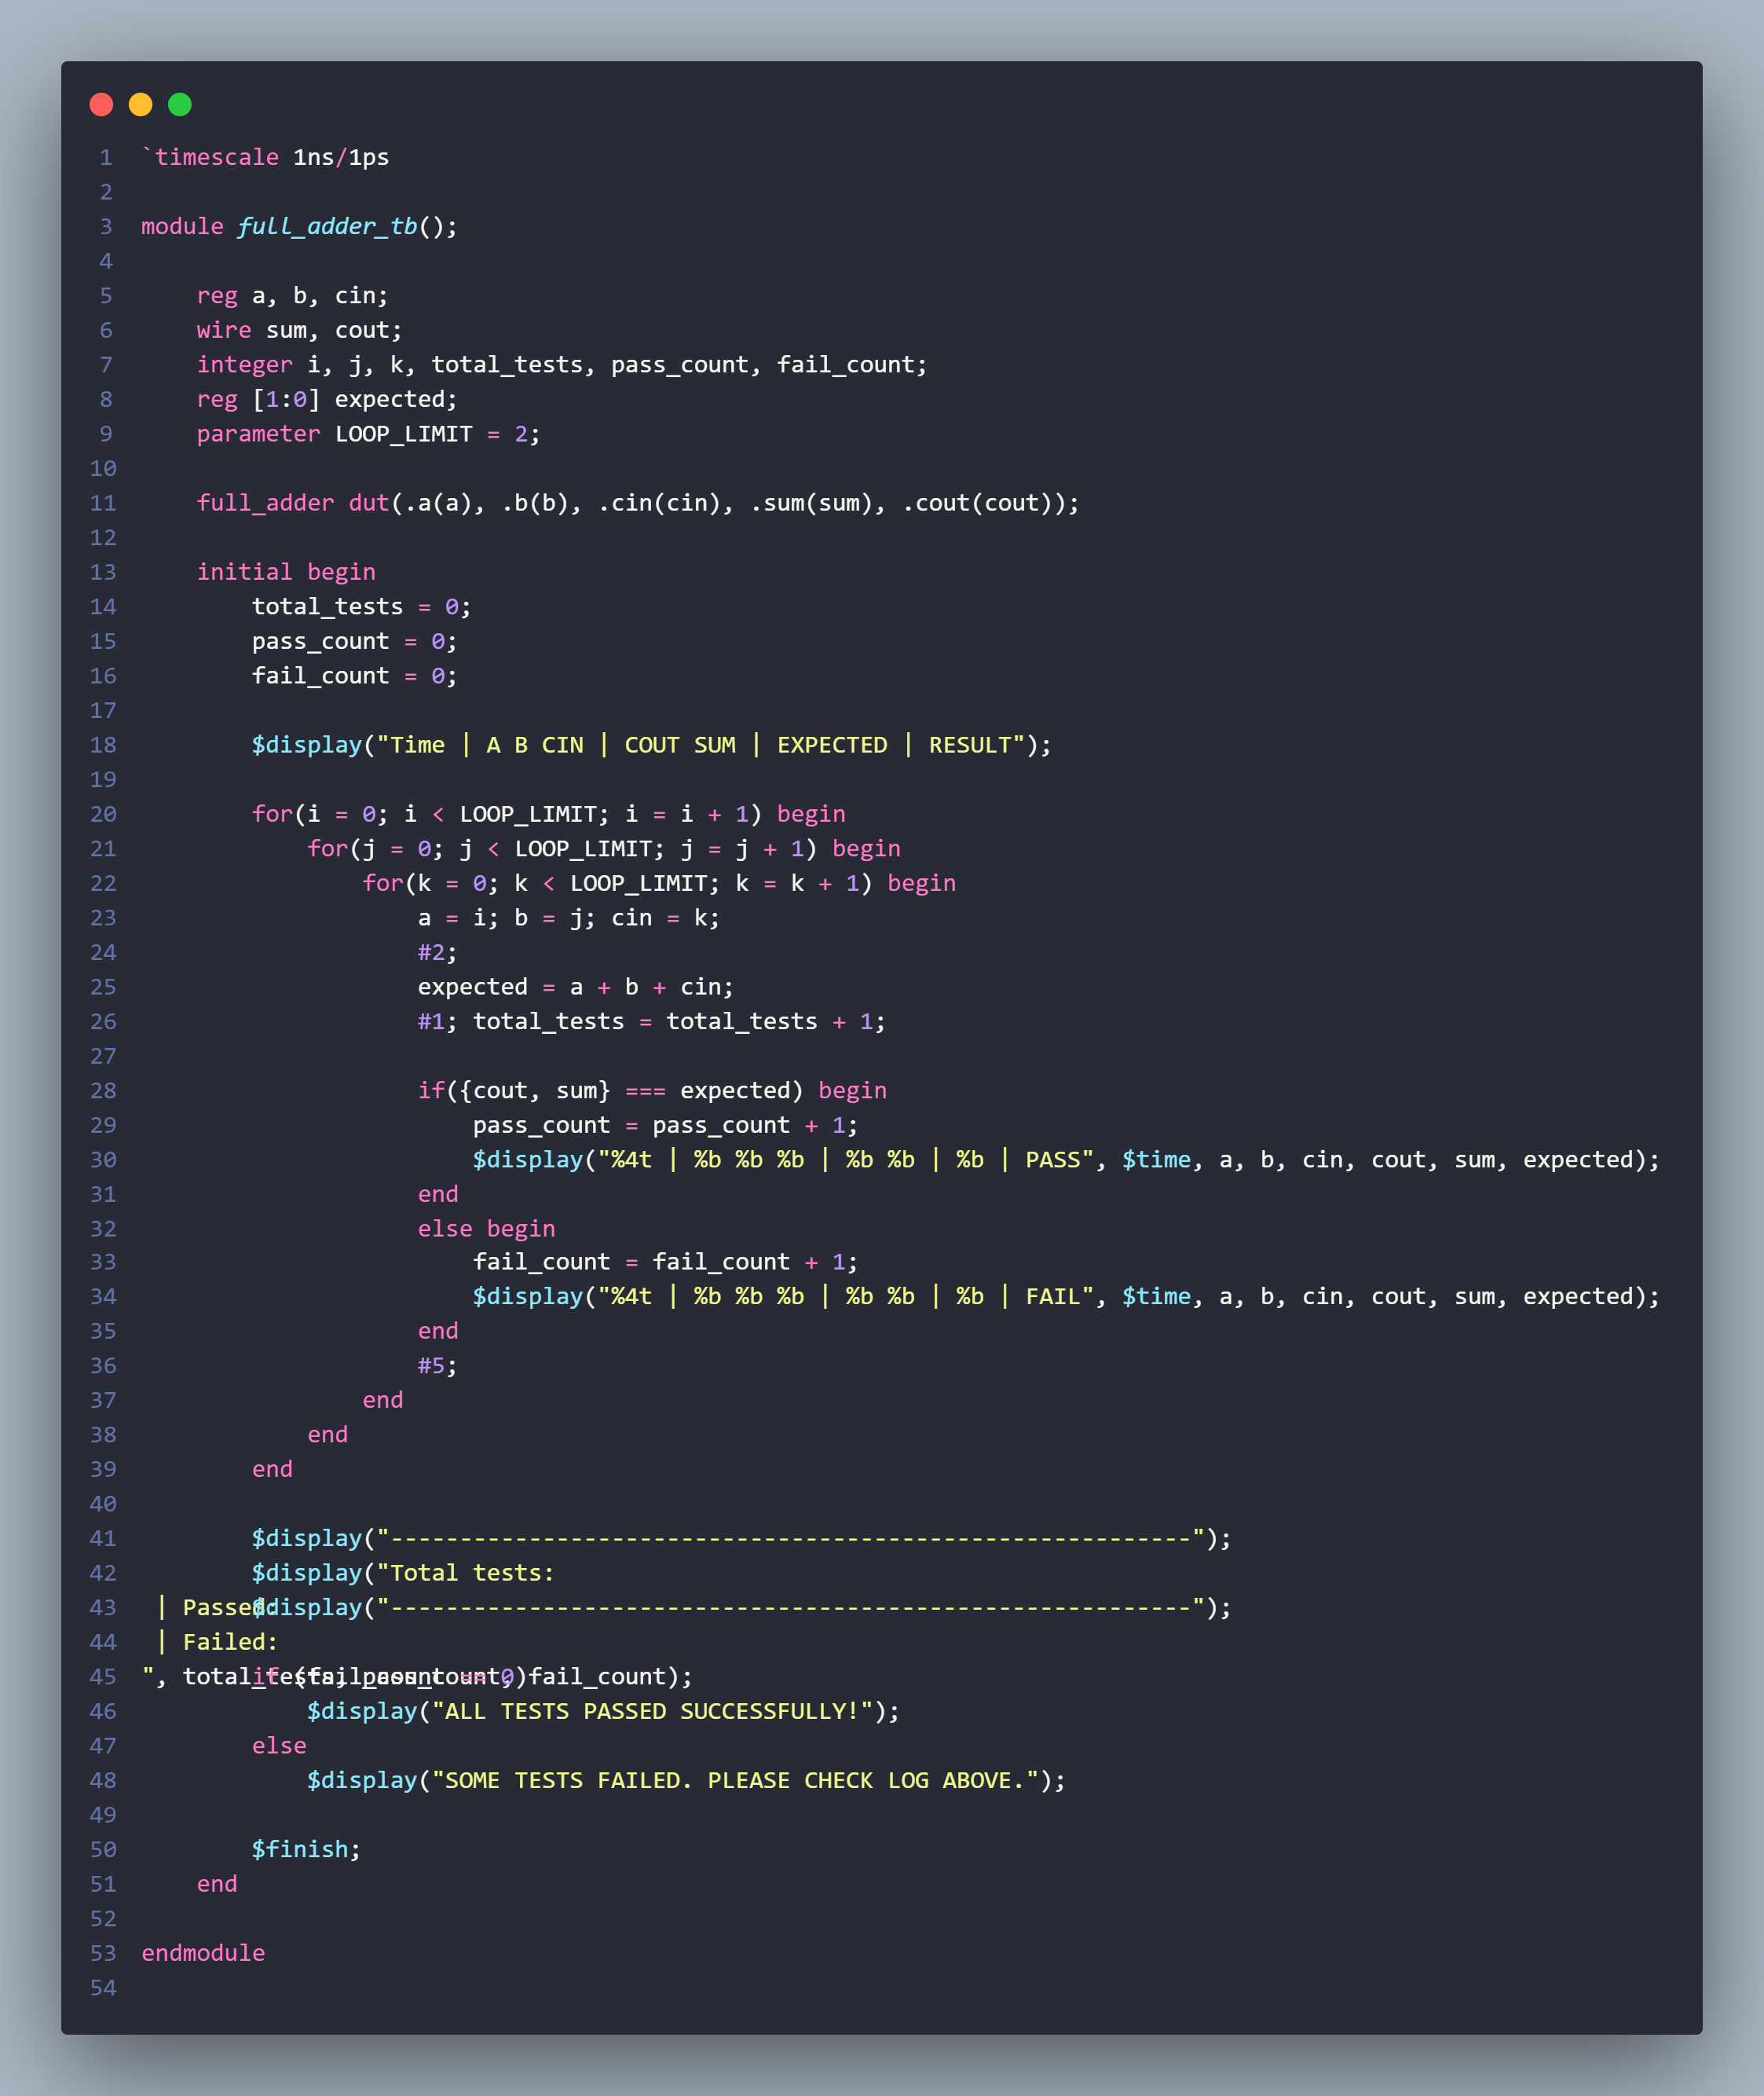 1 `timescale 1ns/1ps
2
3 module full_adder_tb();
4
5 reg a, b, cin;
6 wire sum, cout;
7 integer i, j, k, total_tests, pass_count, fail_count;
8 reg [1:0] expected;
9 parameter LOOP_LIMIT = 2;
10
11 full_adder dut(.a(a), .b(b), .cin(cin), .sum(sum), .cout(cout));
12
13 initial begin
14 total_tests = 0;
15 pass_count = 0;
16 fail_count = 0;
17
18 $display("Time | A B CIN | COUT SUM | EXPECTED | RESULT");
19
20 for(i = 0; i < LOOP_LIMIT; i = i + 1) begin
21 for(j = 0; j < LOOP_LIMIT; j = j + 1) begin
22 for(k = 0; k < LOOP_LIMIT; k = k + 1) begin
23 a = i; b = j; cin = k;
24 #2;
25 expected = a + b + cin;
26 #1; total_tests = total_tests + 1;
27
28 if({cout, sum} === expected) begin
29 pass_count = pass_count + 1;
30 $display("%4t | %b %b %b | %b %b | %b | PASS", $time, a, b, cin, cout, sum, expected);
31 end
32 else begin
33 fail_count = fail_count + 1;
34 $display("%4t | %b %b %b | %b %b | %b | FAIL", $time, a, b, cin, cout, sum, expected);
35 end
36 #5;
37 end
38 end
39 end
40
41 $display("----------------------------------------------------------");
42 $display("Total tests:
43 | Passed: $display("----------------------------------------------------------");
44 | Failed:
45 ", total_tests, pass_count, fail_count); if (fail_count == 0)
46 $display("ALL TESTS PASSED SUCCESSFULLY!");
47 else
48 $display("SOME TESTS FAILED. PLEASE CHECK LOG ABOVE.");
49
50 $finish;
51 end
52
53 endmodule
54